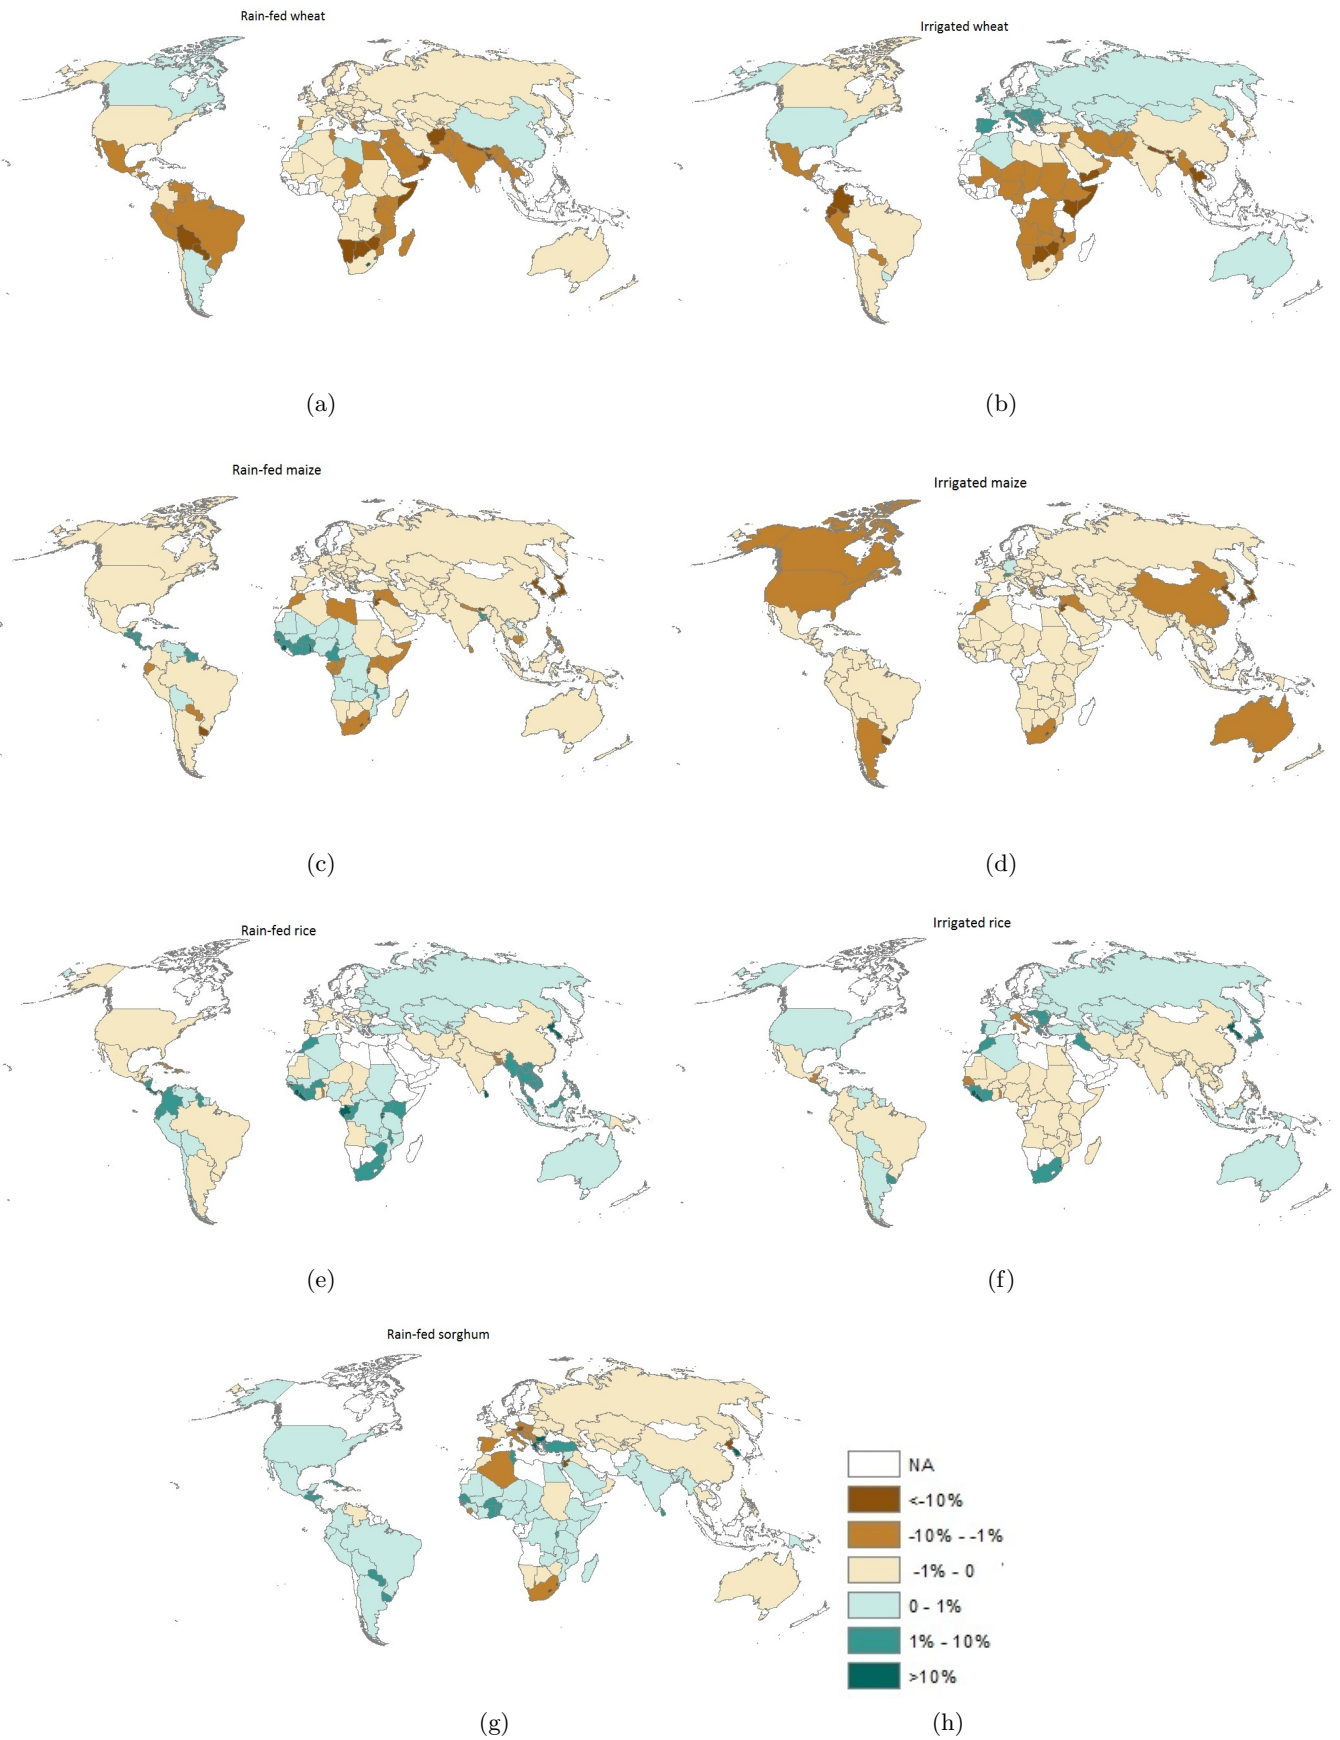 Rain-fed wheat
Irrigated wheat
(a)
(b)
Rain-fed maize
Irrigated maize
(c)
(d)
Rain-fed rice
Irrigated rice
(e)
(f)
Rain-fed sorghum
NA
<-10%
-10% - -1%
-1% - 0
0 - 1%
1% - 10%
>10%
(g)
(h)